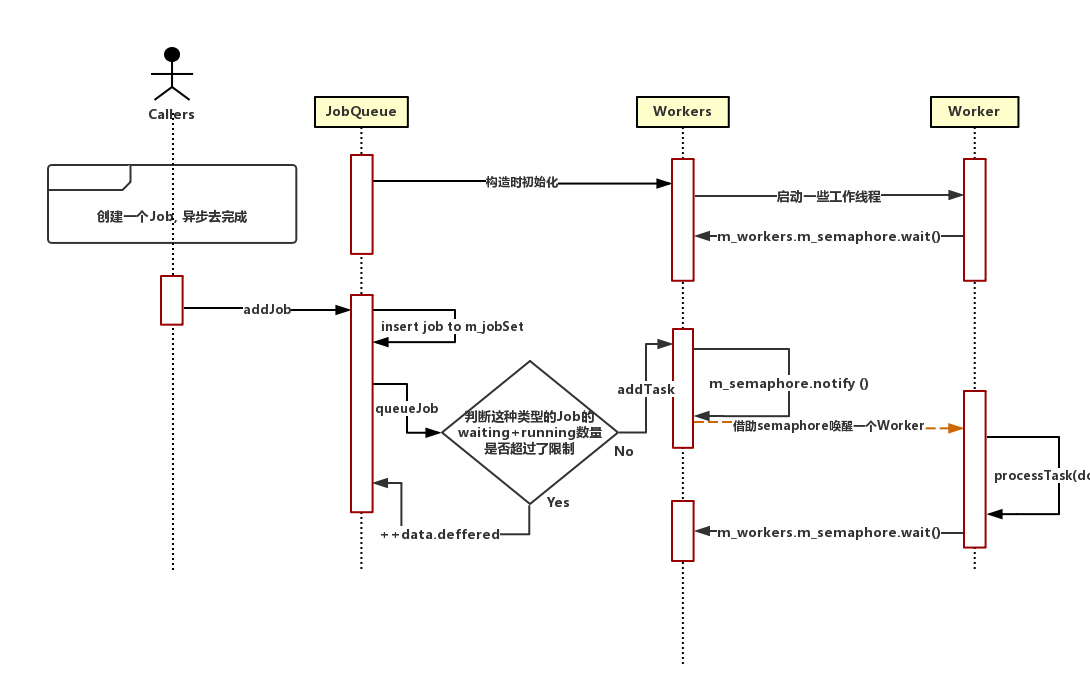 Callers
JobQueue
Workers
Worker
构造时初始化
启动一些工作线程
创建一个Job, 异步去完成
m_workers.m_semaphore.wait()
addJob
insert job to m_jobSet
addTask
m_semaphore.notify ()
queueJob
判断这种类型的Job的
waiting+running数量
是否超过了限制
借助semaphore唤醒一个Worker
No
processTask(do
Yes
++data.deffered
m_workers.m_semaphore.wait()